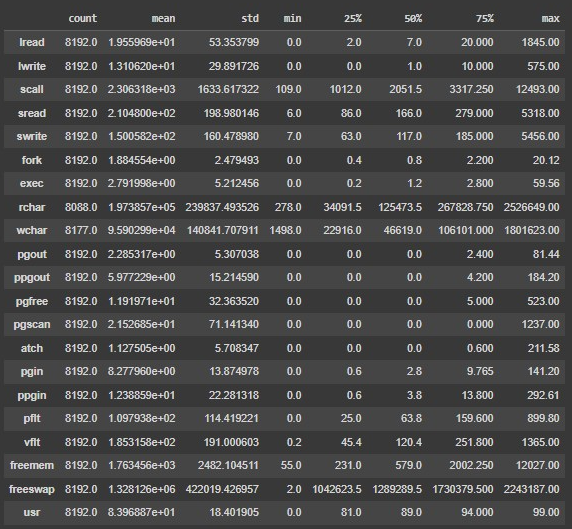 count mean std min 25% 50% 75% max
lread 8192.0 1.955969e+01 53.353799 0.0 2.0 7.0 20.000 1845.00
lwrite 8192.0 1.310620e+01 29.891726 0.0 0.0 1.0 10.000 575.00
scall 8192.0 2.306318e+03 1633.617322 109.0 1012.0 2051.5 3317.250 12493.00
sread 8192.0 2.104800e+02 198.980146 6.0 86.0 166.0 279.000 5318.00
swrite 8192.0 1.500582e+02 160.478980 7.0 63.0 117.0 185.000 5456.00
fork 8192.0 1.884554e+00 2.479493 0.0 0.4 0.8 2.200 20.12
exec 8192.0 2.791998e+00 5.212456 0.0 0.2 1.2 2.800 59.56
rchar 8088.0 1.973857e+05 239837.493526 278.0 34091.5 125473.5 267828.750 2526649.00
wchar 8177.0 9.590299e+04 140841.707911 1498.0 22916.0 46619.0 106101.000 1801623.00
pgout 8192.0 2.285317e+00 5.307038 0.0 0.0 0.0 2.400 81.44
ppgout 8192.0 5.977229e+00 15.214590 0.0 0.0 0.0 4.200 184.20
pgfree 8192.0 1.191971e+01 32.363520 0.0 0.0 0.0 5.000 523.00
pgscan 8192.0 2.152685e+01 71.141340 0.0 0.0 0.0 0.000 1237.00
atch 8192.0 1.127505e+00 5.708347 0.0 0.0 0.0 0.600 211.58
pgin 8192.0 8.277960e+00 13.874978 0.0 0.6 2.8 9.765 141.20
ppgin 8192.0 1.238859e+01 22.281318 0.0 0.6 3.8 13.800 292.61
pflt 8192.0 1.097938e+02 114.419221 0.0 25.0 63.8 159.600 899.80
vflt 8192.0 1.853158e+02 191.000603 0.2 45.4 120.4 251.800 1365.00
freemem 8192.0 1.763456e+03 2482.104511 55.0 231.0 579.0 2002.250 12027.00
freeswap 8192.0 1.328126e+06 422019.426957 2.0 1042623.5 1289289.5 1730379.500 2243187.00
usr 8192.0 8.396881e+01 18.401905 0.0 81.0 89.0 94.000 99.00